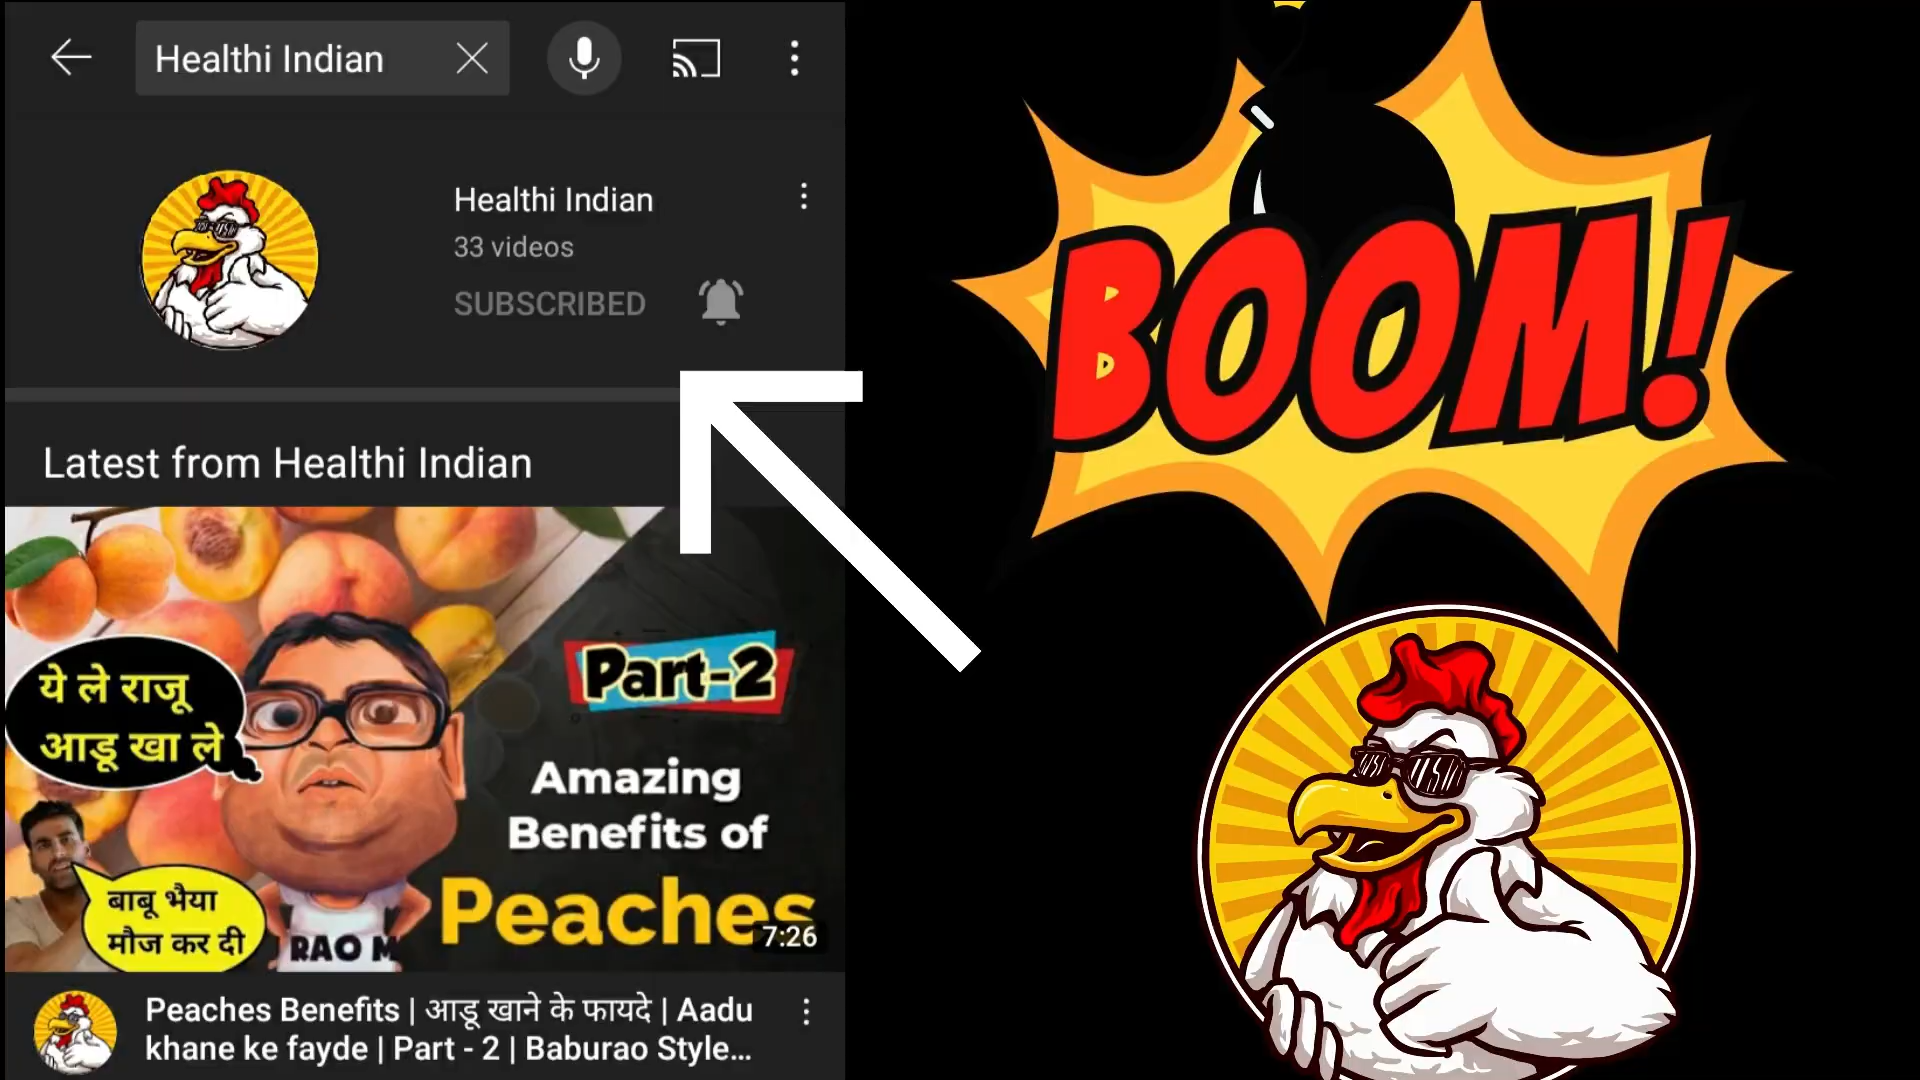 Healthi Indian
Healthi Indian
33 videos
SUBSCRIBED
Latest from Healthi Indian
ये ले राजू
आडू खा ले
Part-2
Amazing
Benefits of
Peaches
बाबू भैया
मौज कर दी
RAO M
7:26
Peaches Benefits | आडू खाने के फायदे | Aadu
khane ke fayde | Part - 2 | Baburao Style...
BOOM!